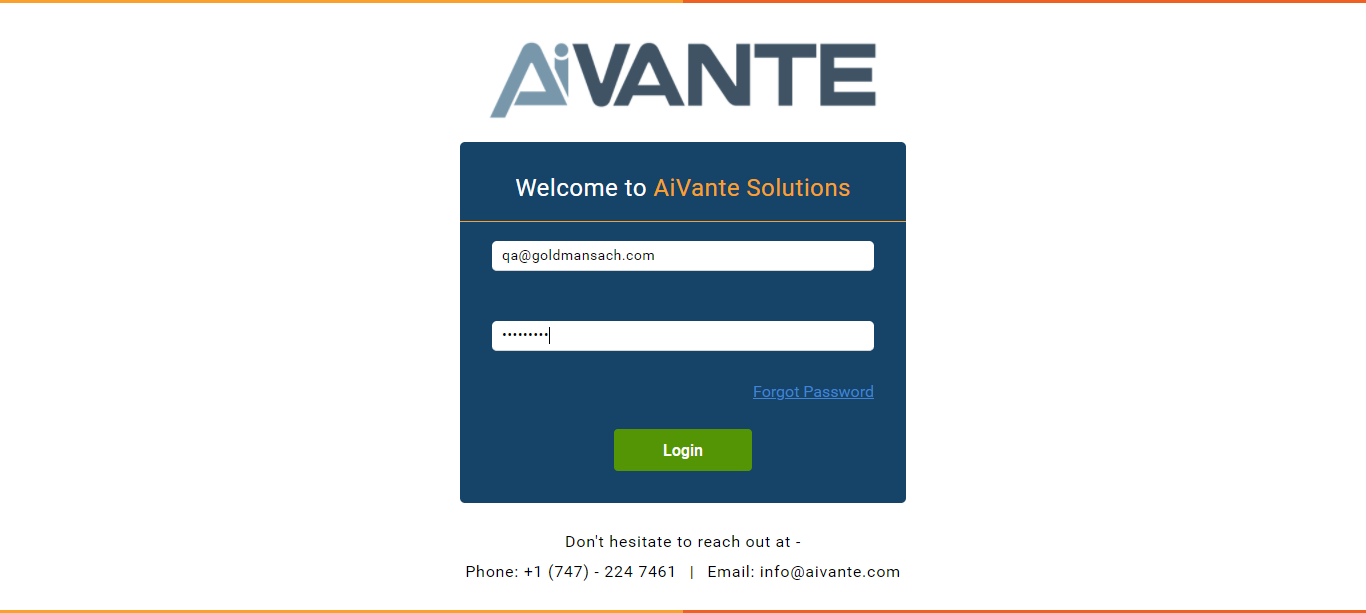 AiVANTE
Welcome to AiVante Solutions
qa@goldmansach.com
•••••••••
Forgot Password
Login
Don't hesitate to reach out at -
Phone: +1 (747) - 224 7461 | Email: info@aivante.com